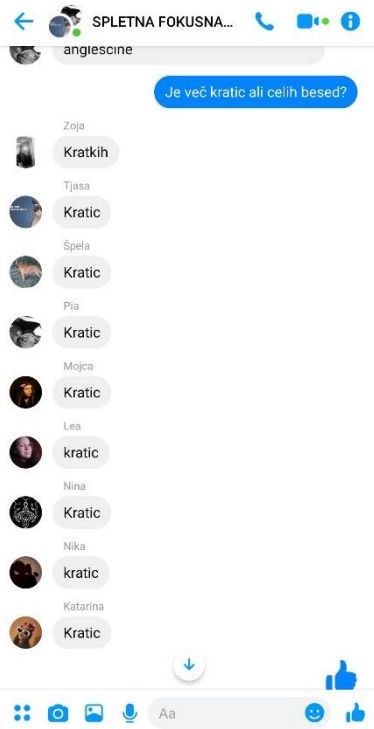 SPLETNA FOKUSNA...
angleščine
Je več kratic ali celih besed?
Zoja
Kratkih
Tjasa
Kratic
Špela
Kratic
Pia
Kratic
Mojca
Kratic
Lea
kratic
Nina
Kratic
Nika
kratic
Katarina
Kratic
Aa